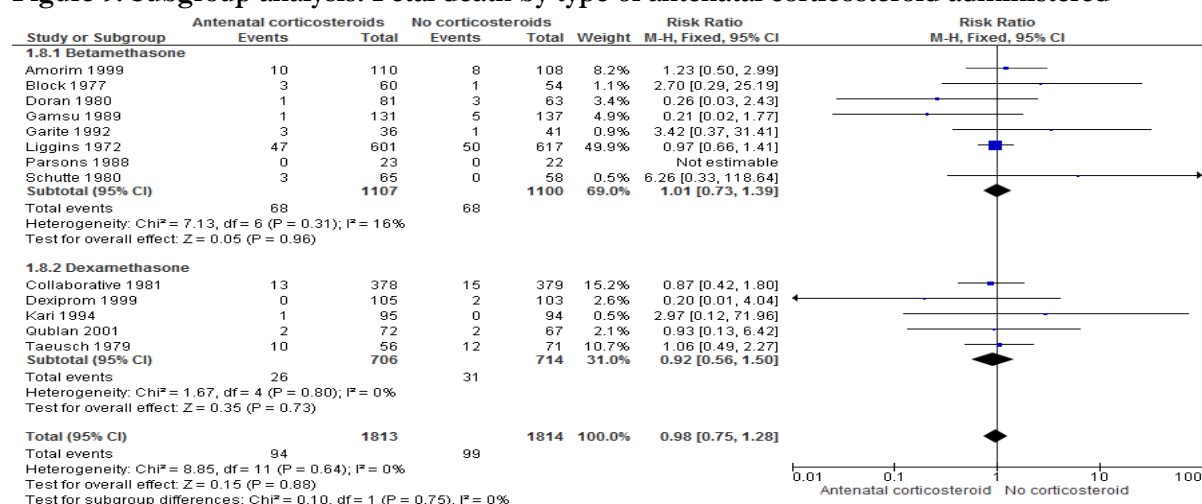 Figure 9. Subgroup analysis: Fetal death by type of antenatal corticosteroid administered
Antenatal corticosteroids No corticosteroids Risk Ratio Risk Ratio
Study or Subgroup Events Total Events Total Weight M-H, Fixed, 95% CI M-H, Fixed, 95% CI
1.8.1 Betamethasone
Amorim 1999 10 110 8 108 8.2% 1.23 [0.50, 2.99]
Block 1977 3 60 1 54 1.1% 2.70 [0.29, 25.19]
Doran 1980 1 81 3 63 3.4% 0.26 [0.03, 2.43]
Gamsu 1989 1 131 5 137 4.9% 0.21 [0.02, 1.77]
Garite 1992 3 36 1 41 0.9% 3.42 [0.37, 31.41]
Liggins 1972 47 601 50 617 49.9% 0.97 [0.66, 1.41]
Parsons 1988 0 23 0 22 Not estimable
Schutte 1980 3 65 0 58 0.5% 6.26 [0.33, 118.64]
Subtotal (95% CI) 1107 1100 69.0% 1.01 [0.73, 1.39]
Total events 68 68
Heterogeneity: Chi² = 7.13, df = 6 (P = 0.31); I² = 16%
Test for overall effect: Z = 0.05 (P = 0.96)
1.8.2 Dexamethasone
Collaborative 1981 13 378 15 379 15.2% 0.87 [0.42, 1.80]
Dexiprom 1999 0 105 2 103 2.6% 0.20 [0.01, 4.04]
Kari 1994 1 95 0 94 0.5% 2.97 [0.12, 71.96]
Qublan 2001 2 72 2 67 2.1% 0.93 [0.13, 6.42]
Taeusch 1979 10 56 12 71 10.7% 1.06 [0.49, 2.27]
Subtotal (95% CI) 706 714 31.0% 0.92 [0.56, 1.50]
Total events 26 31
Heterogeneity: Chi² = 1.67, df = 4 (P = 0.80); I² = 0%
Test for overall effect: Z = 0.35 (P = 0.73)
Total (95% CI) 1813 1814 100.0% 0.98 [0.75, 1.28]
Total events 94 99
Heterogeneity: Chi² = 8.85, df = 11 (P = 0.64); I² = 0%
Test for overall effect: Z = 0.15 (P = 0.88)
Test for subgroup differences: Chi² = 0.10, df = 1 (P = 0.75), I² = 0%
0.01 0.1 1 10 100
Antenatal corticosteroid No corticosteroid